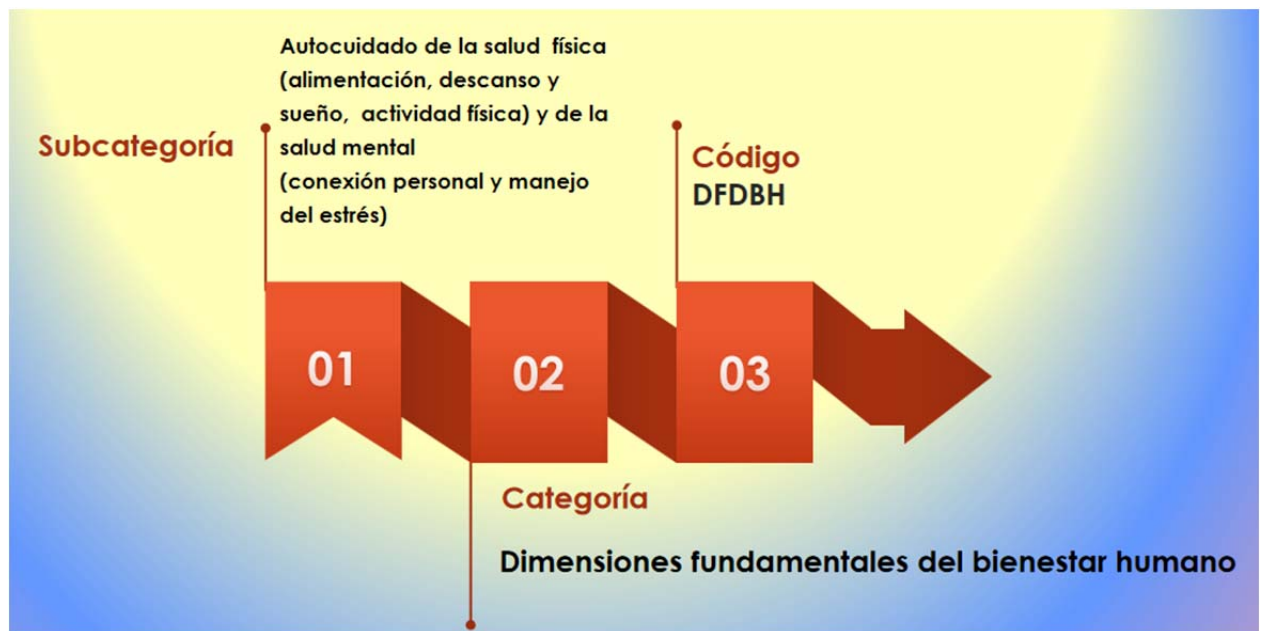 Subcategoría
Autocuidado de la salud física
(alimentación, descanso y
sueño, actividad física) y de la
salud mental
(conexión personal y manejo
del estrés)
Código
DFDBH
01
02
03
Categoría
Dimensiones fundamentales del bienestar humano